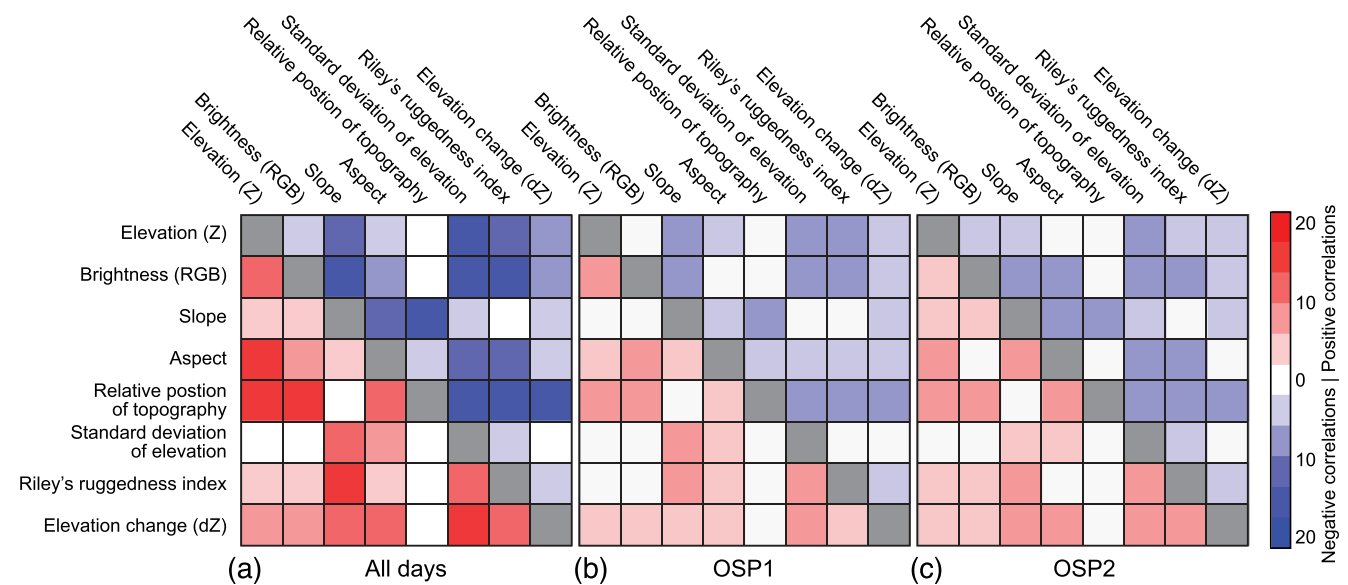 Elevation (Z)
Brightness (RGB)
Slope
Aspect
Relative postion of topography
Standard deviation of elevation
Riley's ruggedness index
Elevation change (dZ)
Elevation (Z)
Brightness (RGB)
Slope
Aspect
Relative postion of topography
Standard deviation of elevation
Riley's ruggedness index
Elevation change (dZ)
Elevation (Z)
Brightness (RGB)
Slope
Aspect
Relative postion of topography
Standard deviation of elevation
Riley's ruggedness index
Elevation change (dZ)
Elevation (Z)
Brightness (RGB)
Slope
Aspect
Relative postion
of topography
Standard deviation
of elevation
Riley's ruggedness index
Elevation change (dZ)
20
10
0
10
20
Negative correlations | Positive correlations
(a) All days
(b) OSP1
(c) OSP2